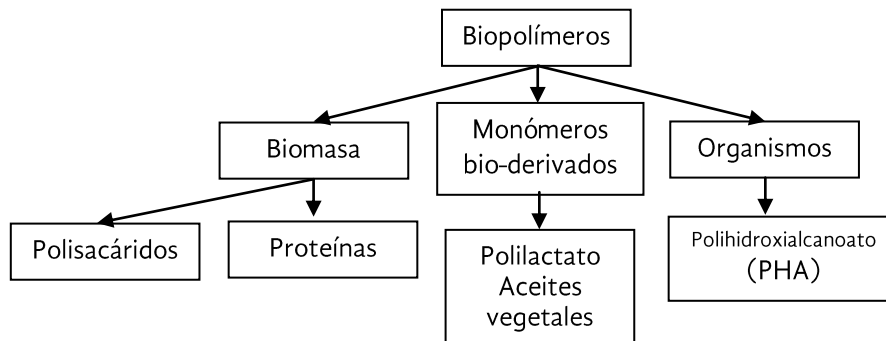 Biopolímeros
Biomasa
Monómeros
bio-derivados
Organismos
Polisacáridos
Proteínas
Polilactato
Aceites
vegetales
Polihidroxialcanoato
(PHA)